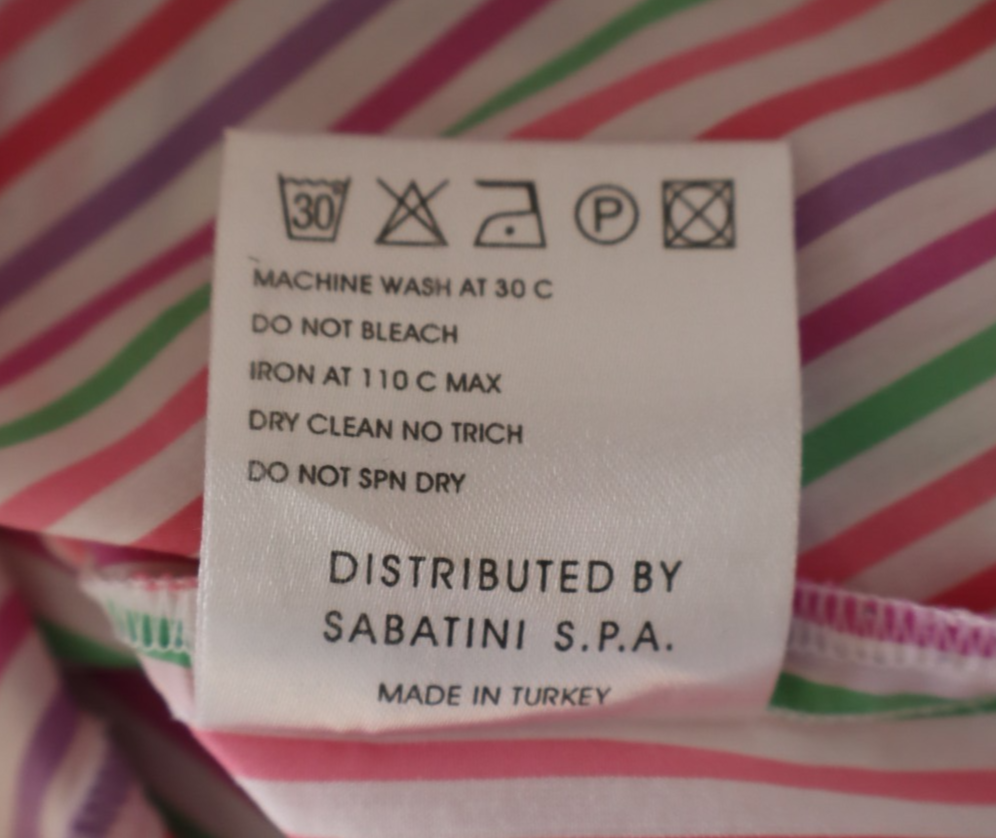 30 P
MACHINE WASH AT 30 C
DO NOT BLEACH
IRON AT 110 C MAX
DRY CLEAN NO TRICH
DO NOT SPN DRY
DISTRIBUTED BY
SABATINI S.P.A.
MADE IN TURKEY